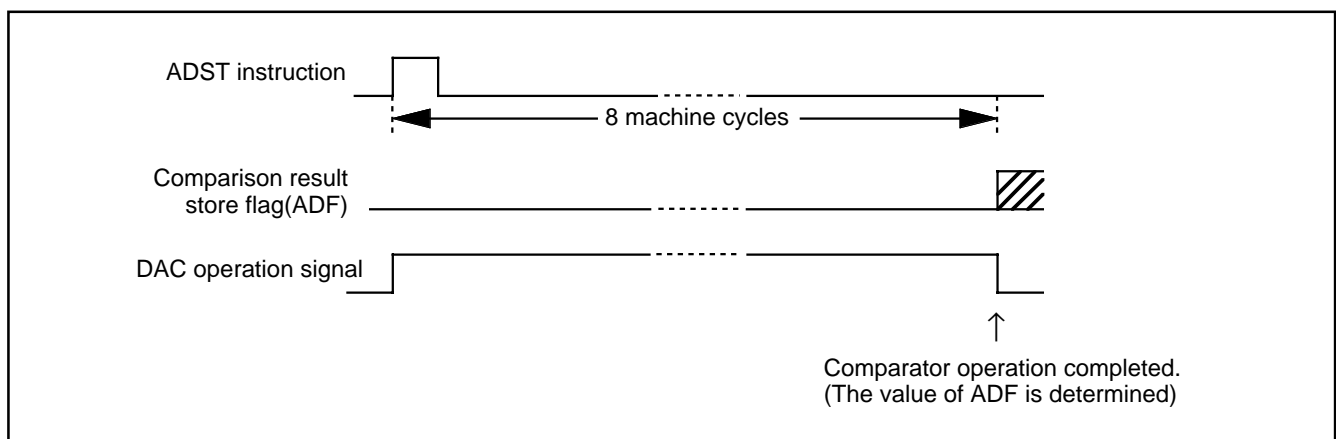 ADST instruction
8 machine cycles
Comparison result
store flag(ADF)
DAC operation signal
↑
Comparator operation completed.
(The value of ADF is determined)